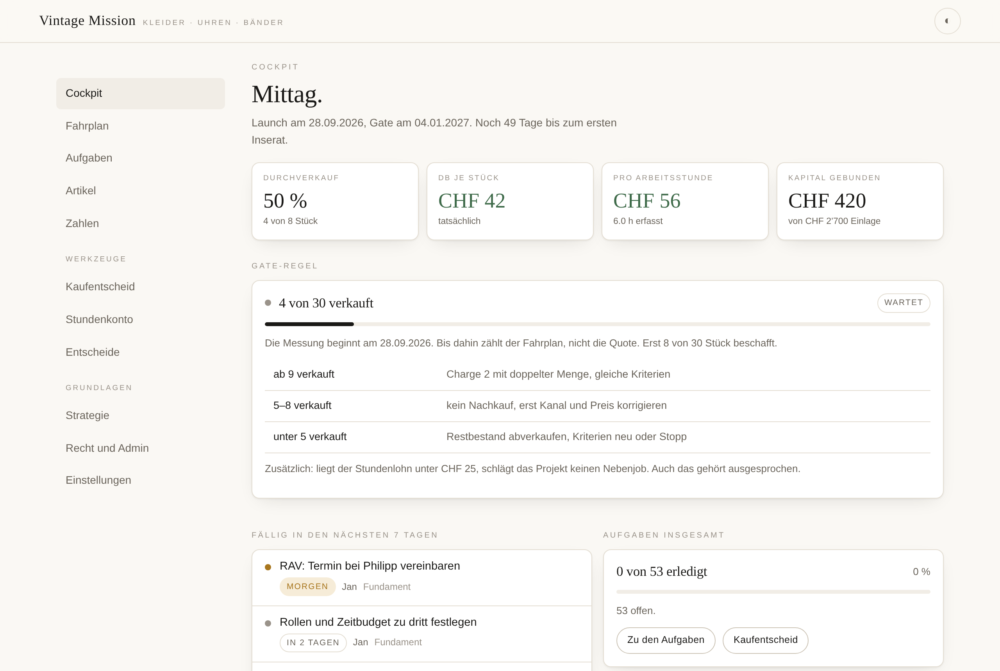 Vintage Mission KLEIDER · UHREN · BÄNDER
Cockpit
Fahrplan
Aufgaben
Artikel
Zahlen
WERKZEUGE
Kaufentscheid
Stundenkonto
Entscheide
GRUNDLAGEN
Strategie
Recht und Admin
Einstellungen
COCKPIT
Mittag.
Launch am 28.09.2026, Gate am 04.01.2027. Noch 49 Tage bis zum ersten
Inserat.
DURCHVERKAUF
50 %
4 von 8 Stück
DB JE STÜCK
CHF 42
tatsächlich
PRO ARBEITSSTUNDE
CHF 56
6.0 h erfasst
KAPITAL GEBUNDEN
CHF 420
von CHF 2’700 Einlage
GATE-REGEL
4 von 30 verkauft
WARTET
Die Messung beginnt am 28.09.2026. Bis dahin zählt der Fahrplan, nicht die Quote. Erst 8 von 30 Stück beschafft.
ab 9 verkauft Charge 2 mit doppelter Menge, gleiche Kriterien
5–8 verkauft kein Nachkauf, erst Kanal und Preis korrigieren
unter 5 verkauft Restbestand abverkaufen, Kriterien neu oder Stopp
Zusätzlich: liegt der Stundenlohn unter CHF 25, schlägt das Projekt keinen Nebenjob. Auch das gehört ausgesprochen.
FÄLLIG IN DEN NÄCHSTEN 7 TAGEN
RAV: Termin bei Philipp vereinbaren
MORGEN Jan Fundament
Rollen und Zeitbudget zu dritt festlegen
IN 2 TAGEN Jan Fundament
AUFGABEN INSGESAMT
0 von 53 erledigt 0 %
53 offen.
Zu den Aufgaben Kaufentscheid